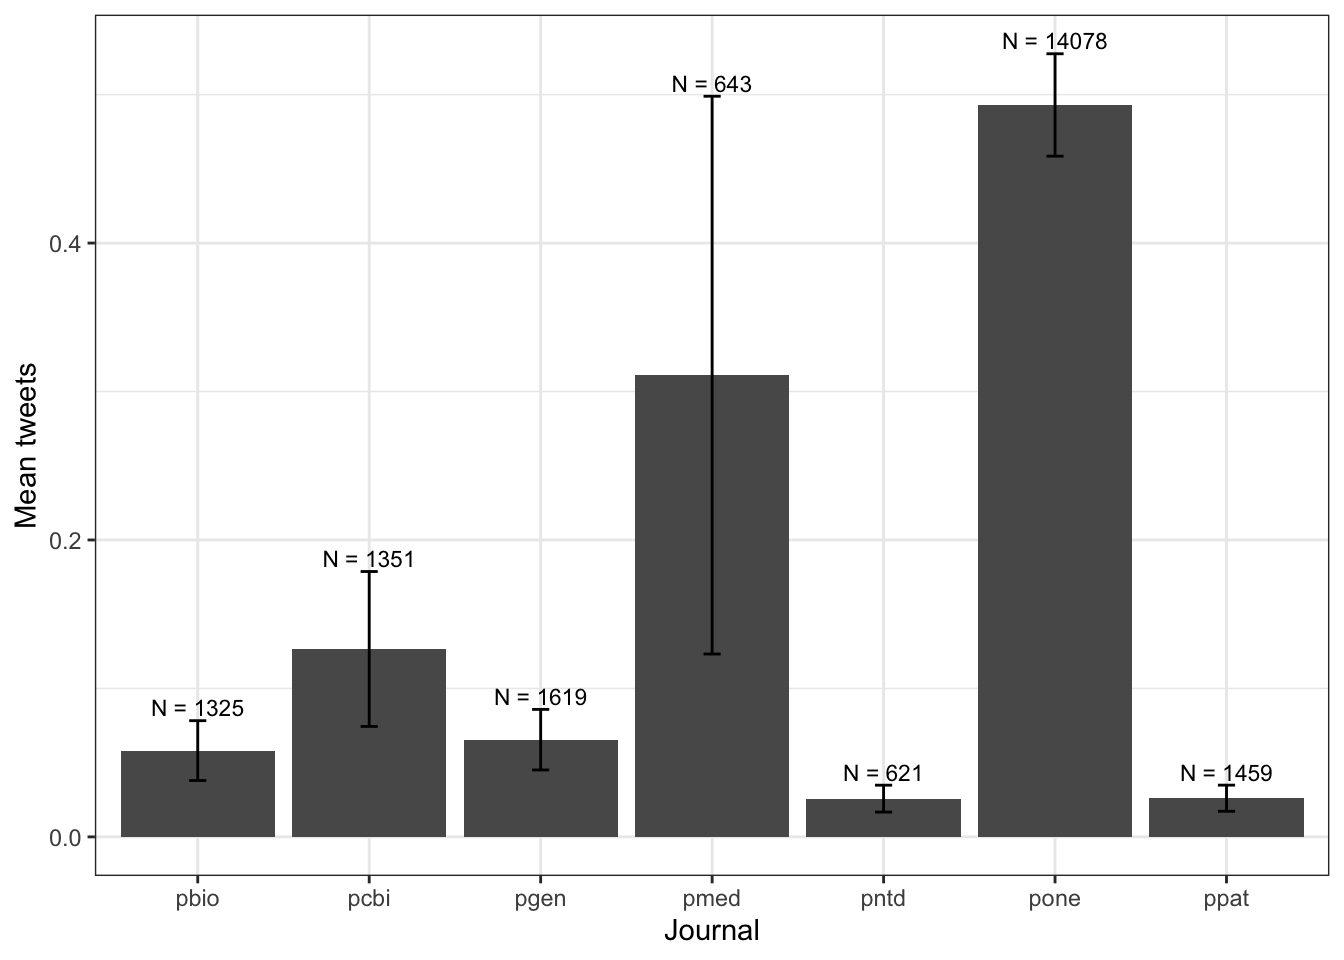 N = 14078
N = 643
0.4
Mean tweets
N = 1351
0.2
N = 1619
N = 1325
N = 621
N = 1459
0.0
pbio
pcbi
pgen
pmed
pntd
pone
ppat
Journal